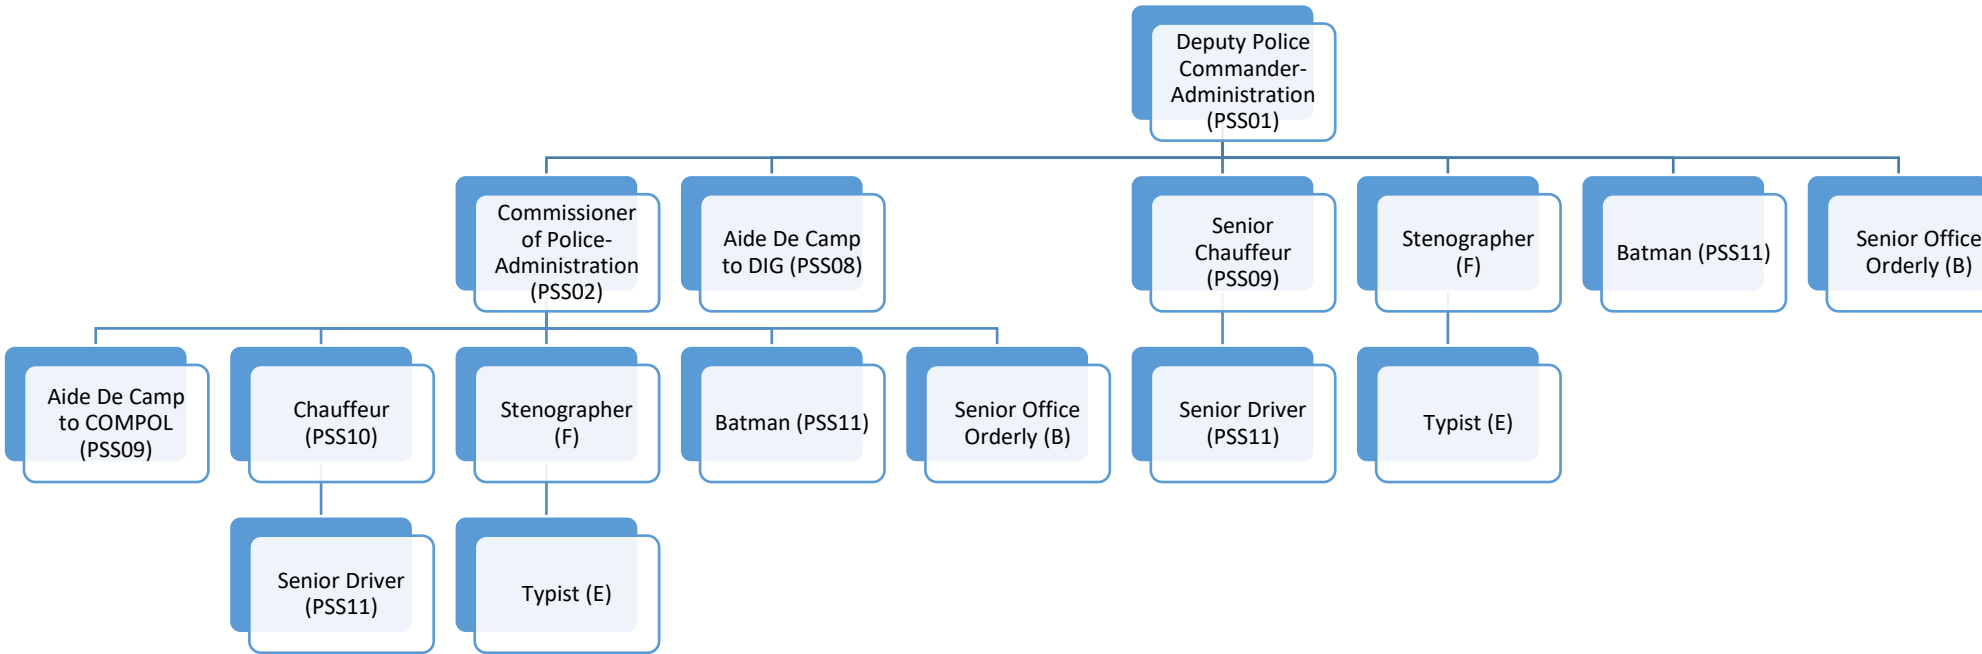 Deputy Police
Commander-
Administration
(PSS01)
Commissioner
of Police-
Administration
(PSS02)
Aide De Camp
to DIG (PSS08)
Senior
Chauffeur
(PSS09)
Stenographer
(F)
Batman (PSS11)
Senior Office
Orderly (B)
Aide De Camp
to COMPOL
(PSS09)
Chauffeur
(PSS10)
Stenographer
(F)
Batman (PSS11)
Senior Office
Orderly (B)
Senior Driver
(PSS11)
Typist (E)
Senior Driver
(PSS11)
Typist (E)